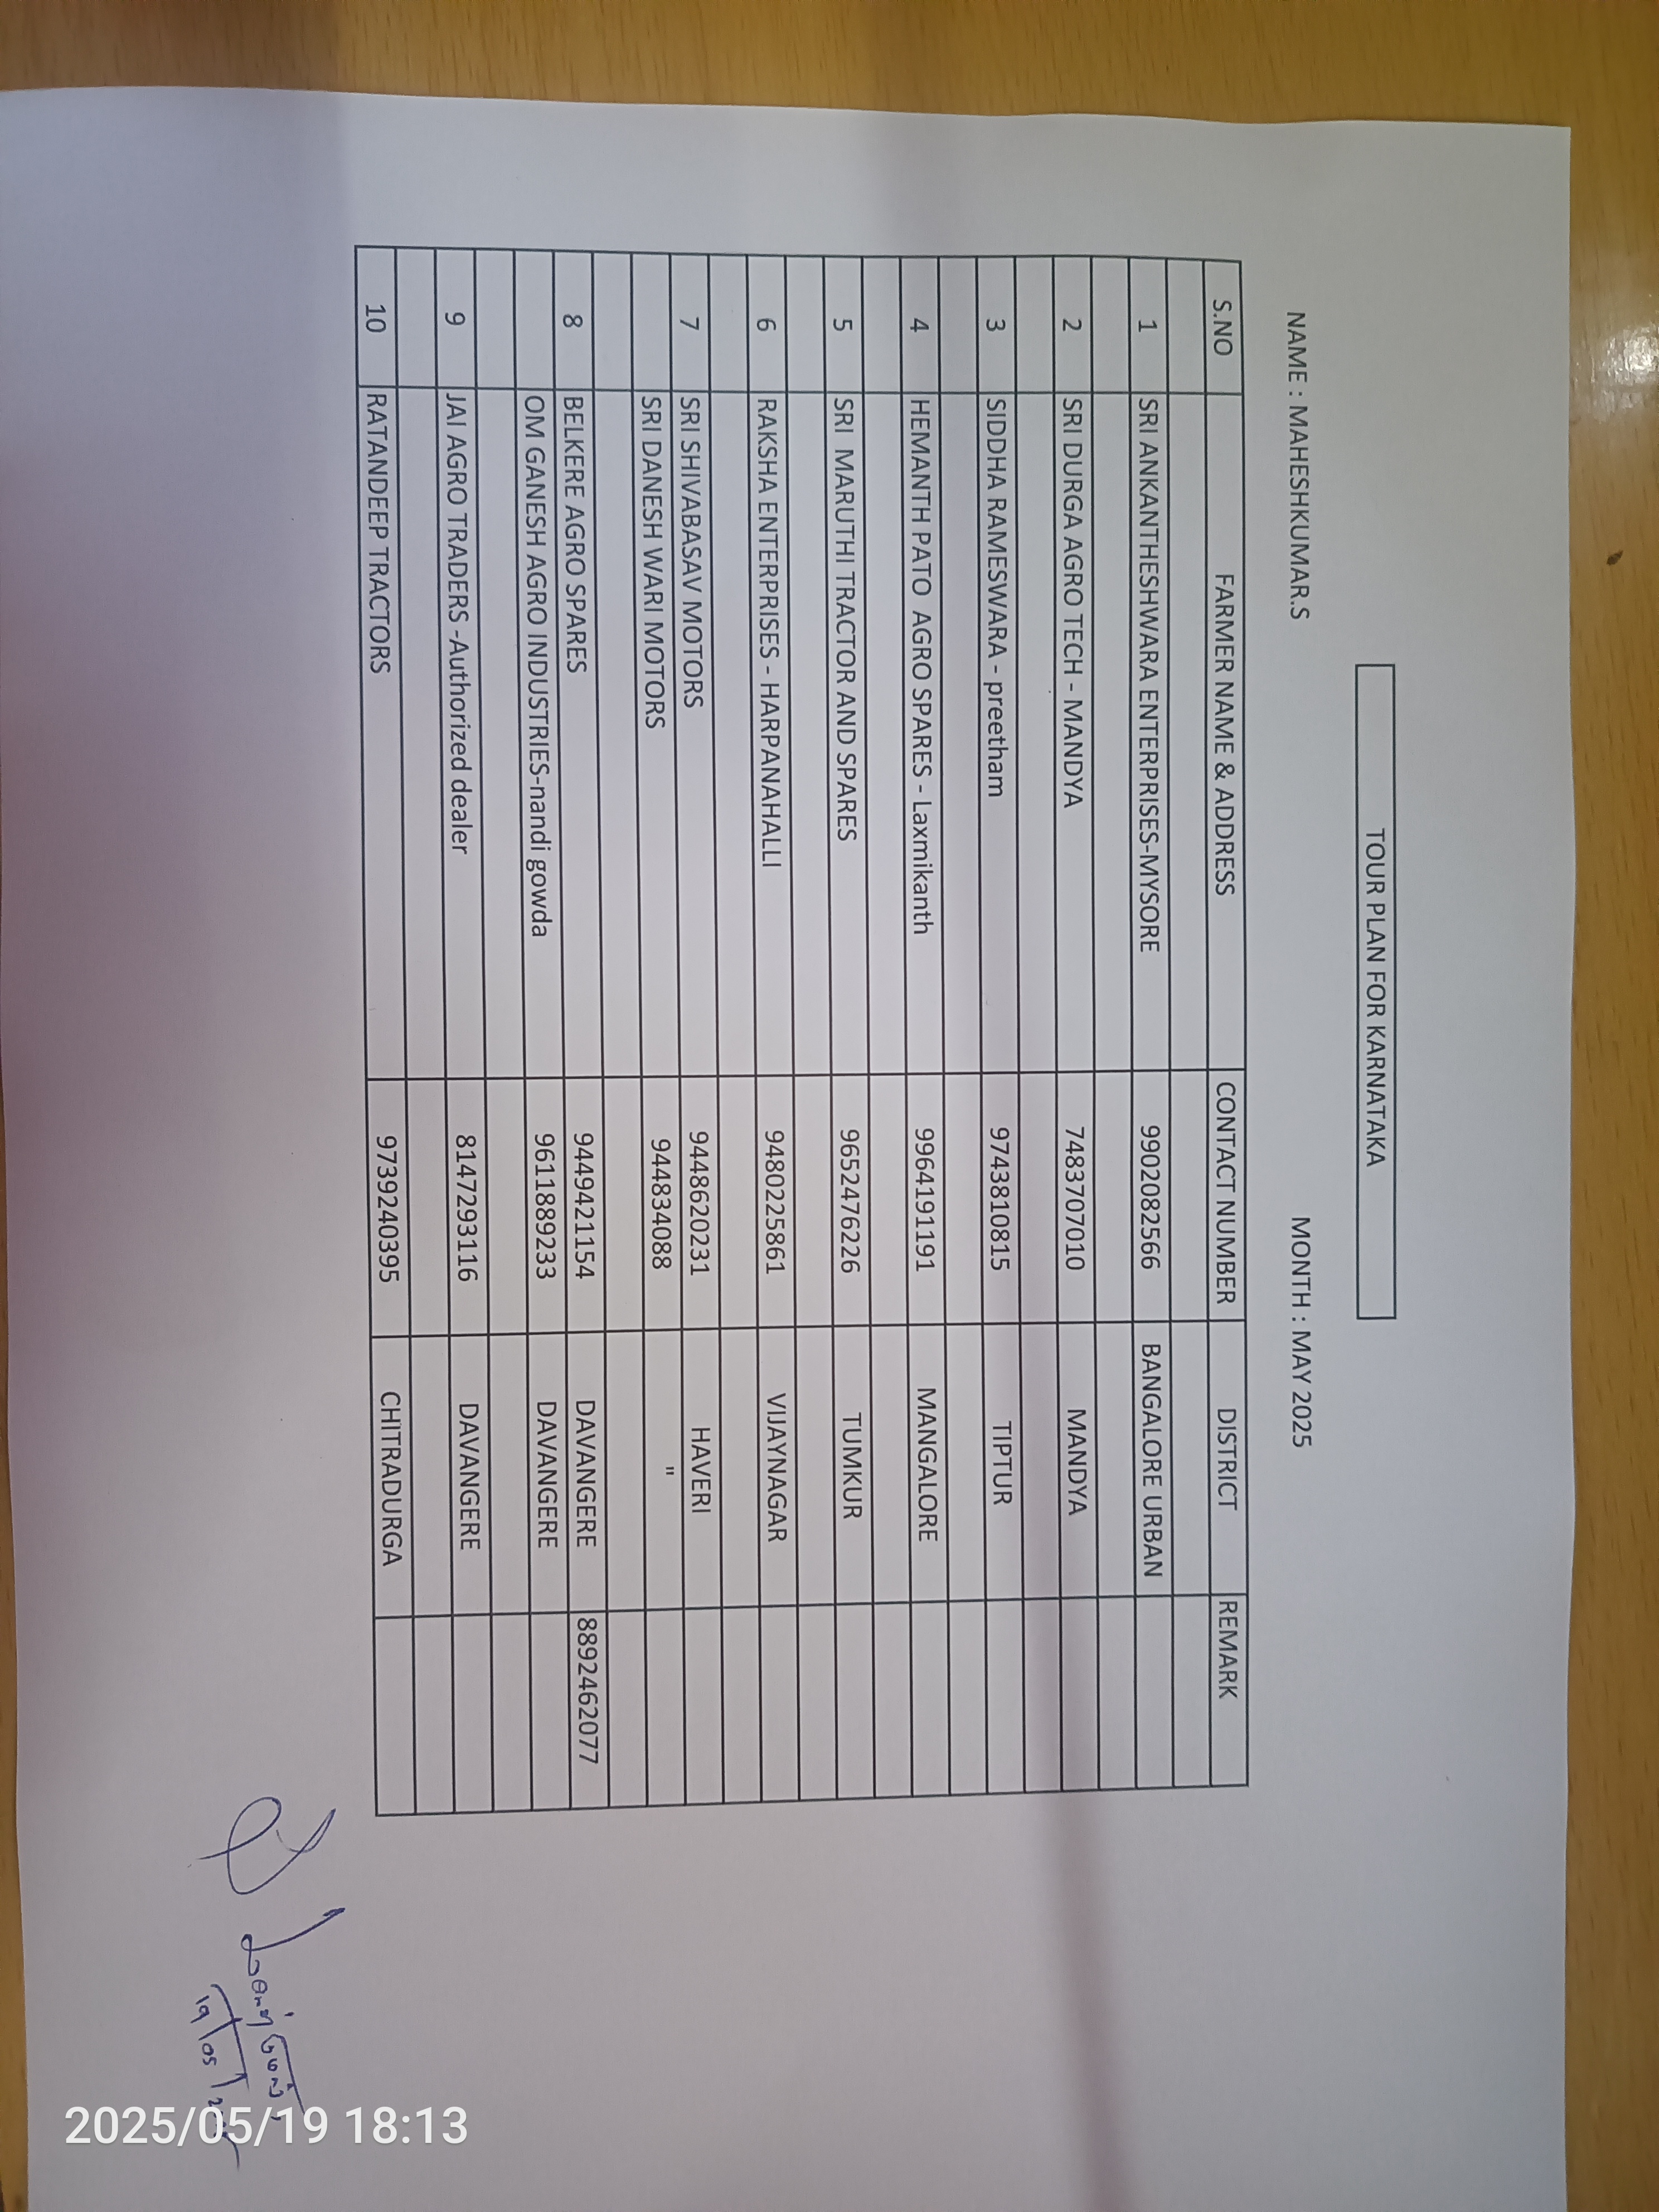 TOUR PLAN FOR KARNATAKA
NAME : MAHESHKUMAR.S MONTH : MAY 2025
S.NO FARMER NAME & ADDRESS CONTACT NUMBER DISTRICT REMARK
1 SRI ANKANTHESHWARA ENTERPRISES-MYSORE 9902082566 BANGALORE URBAN
2 SRI DURGA AGRO TECH - MANDYA 7483707010 MANDYA
3 SIDDHA RAMESWARA - preetham 9743810815 TIPTUR
4 HEMANTH PATO AGRO SPARES - Laxmikanth 9964191191 MANGALORE
5 SRI MARUTHI TRACTOR AND SPARES 9652476226 TUMKUR
6 RAKSHA ENTERPRISES - HARPANAHALLI 9480225861 VIJAYNAGAR
7 SRI SHIVABASAV MOTORS 9448620231 HAVERI
SRI DANESH WARI MOTORS 944834088 "
8 BELKERE AGRO SPARES 9449421154 DAVANGERE 8892462077
OM GANESH AGRO INDUSTRIES-nandi gowda 9611889233 DAVANGERE
9 JAI AGRO TRADERS -Authorized dealer 8147293116 DAVANGERE
10 RATANDEEP TRACTORS 9739240395 CHITRADURGA
19/05/
2025/05/19 18:13